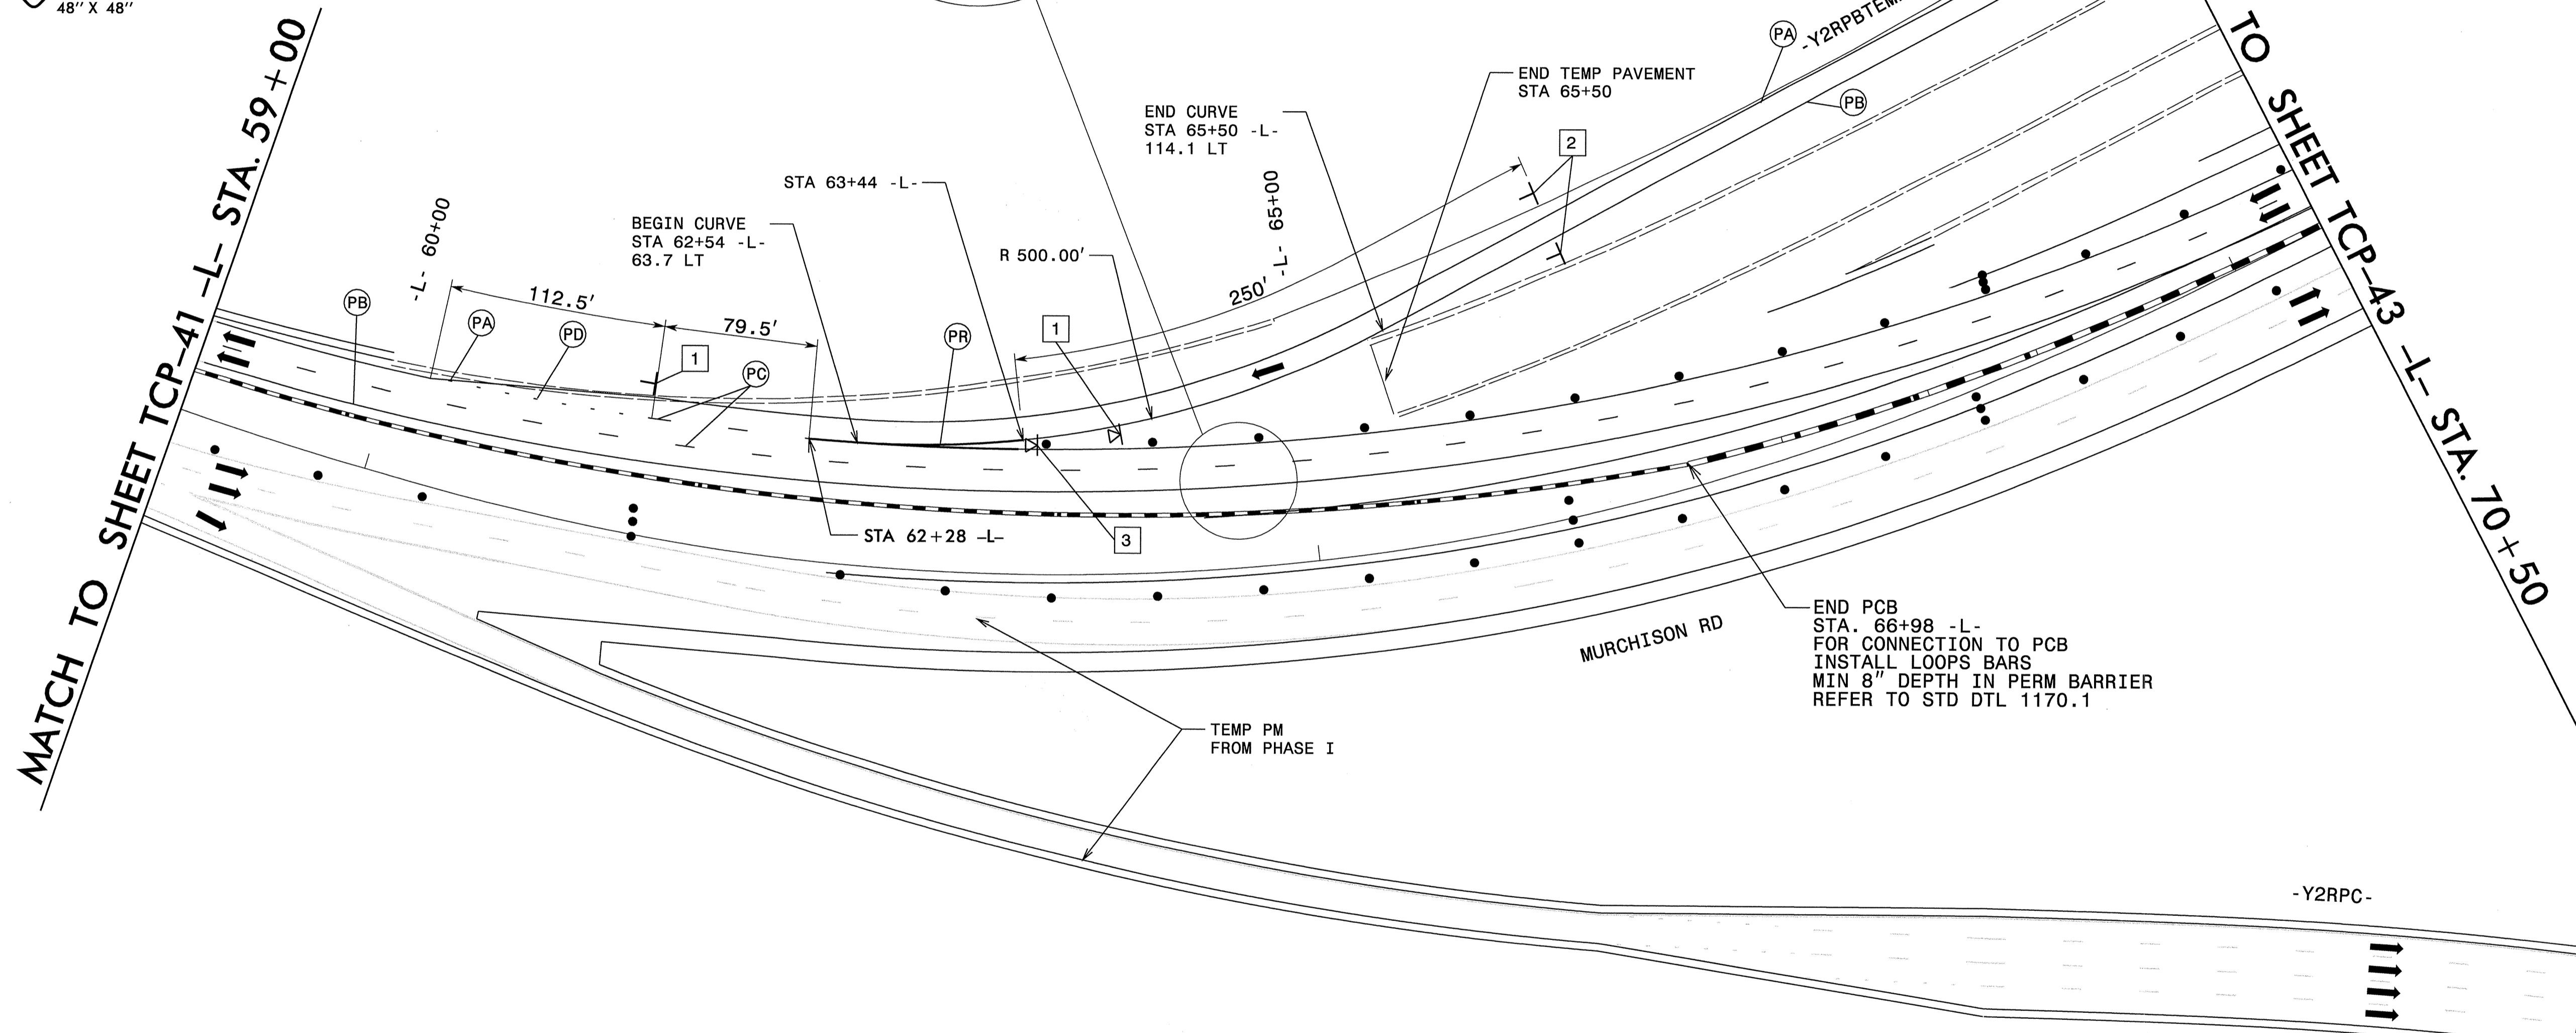 48" X 48"
MATCH TO SHEET TCP-41 -L- STA. 59+00
-L- 60+00
112.5'
79.5'
PB
PA
PD
1
PC
BEGIN CURVE
STA 62+54 -L-
63.7 LT
STA 63+44 -L-
PR
R 500.00'
1
250'
-L- 65+00
END CURVE
STA 65+50 -L-
114.1 LT
END TEMP PAVEMENT
STA 65+50
2
PA
PB
TO SHEET TCP-43 -L- STA. 70+50
STA 62+28 -L-
3
MURCHISON RD
END PCB
STA. 66+98 -L-
FOR CONNECTION TO PCB
INSTALL LOOPS BARS
MIN 8" DEPTH IN PERM BARRIER
REFER TO STD DTL 1170.1
TEMP PM
FROM PHASE I
-Y2RPC-